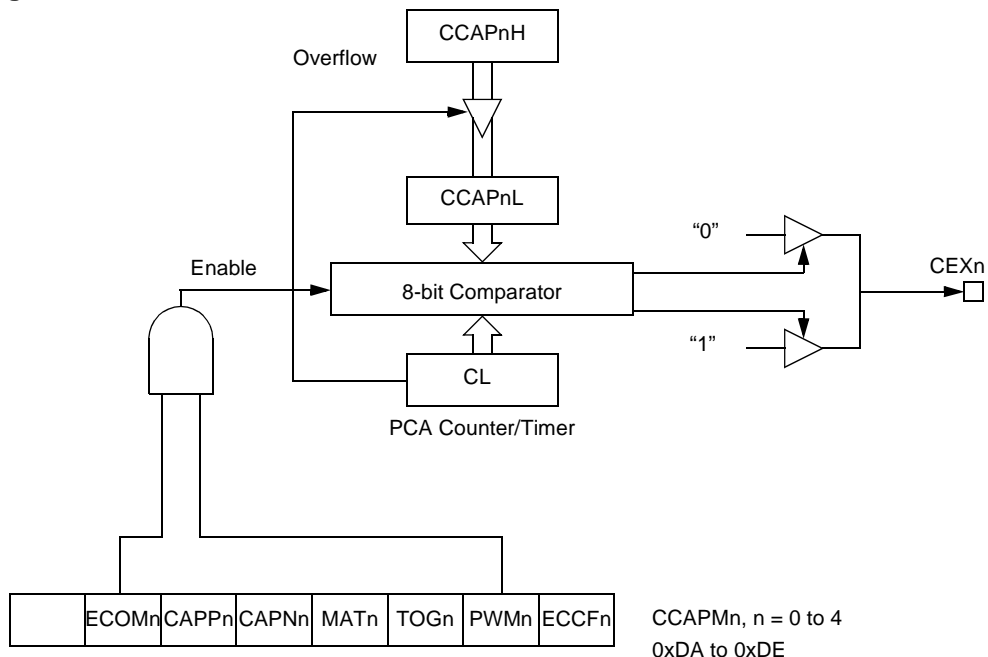 CCAPnH
Overflow
CCAPnL
“0”
Enable
CEXn
8-bit Comparator
“1”
CL
PCA Counter/Timer
ECOMn CAPPn CAPNn MATn TOGn PWMn ECCFn
CCAPMn, n = 0 to 4
0xDA to 0xDE